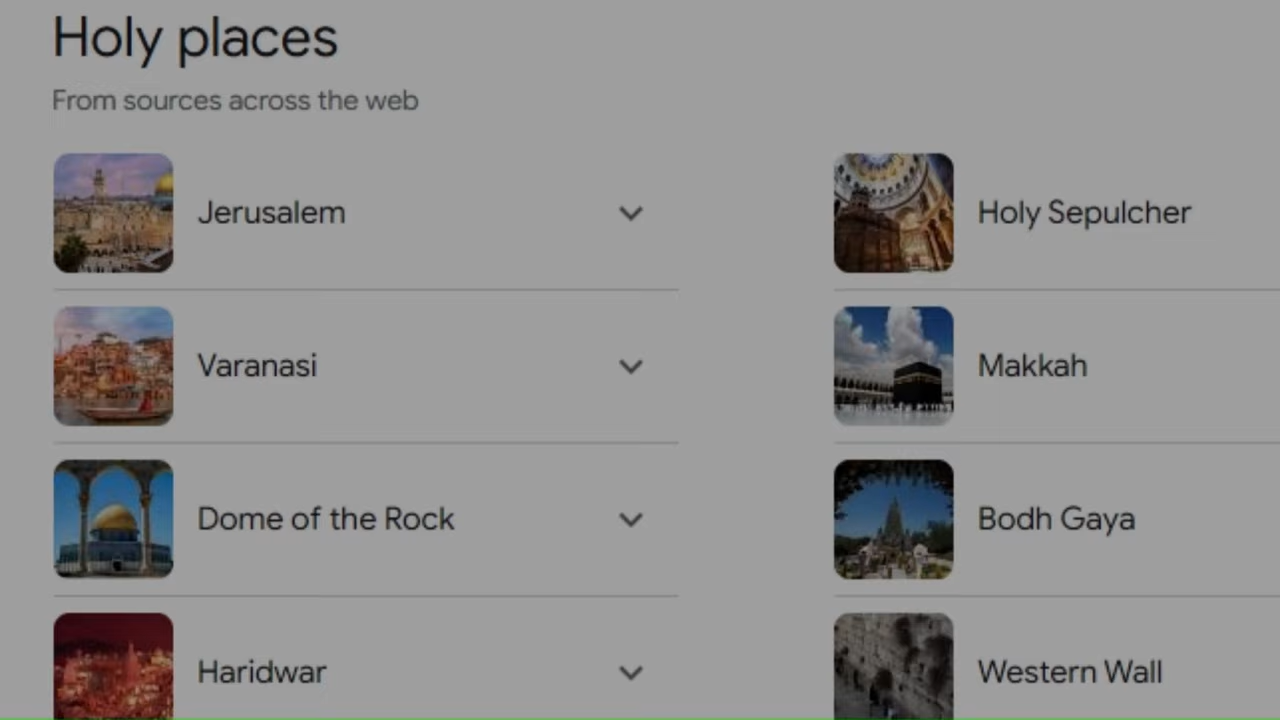 Holy places
From sources across the web
Jerusalem
Holy Sepulcher
Varanasi
Makkah
Dome of the Rock
Bodh Gaya
Haridwar
Western Wall